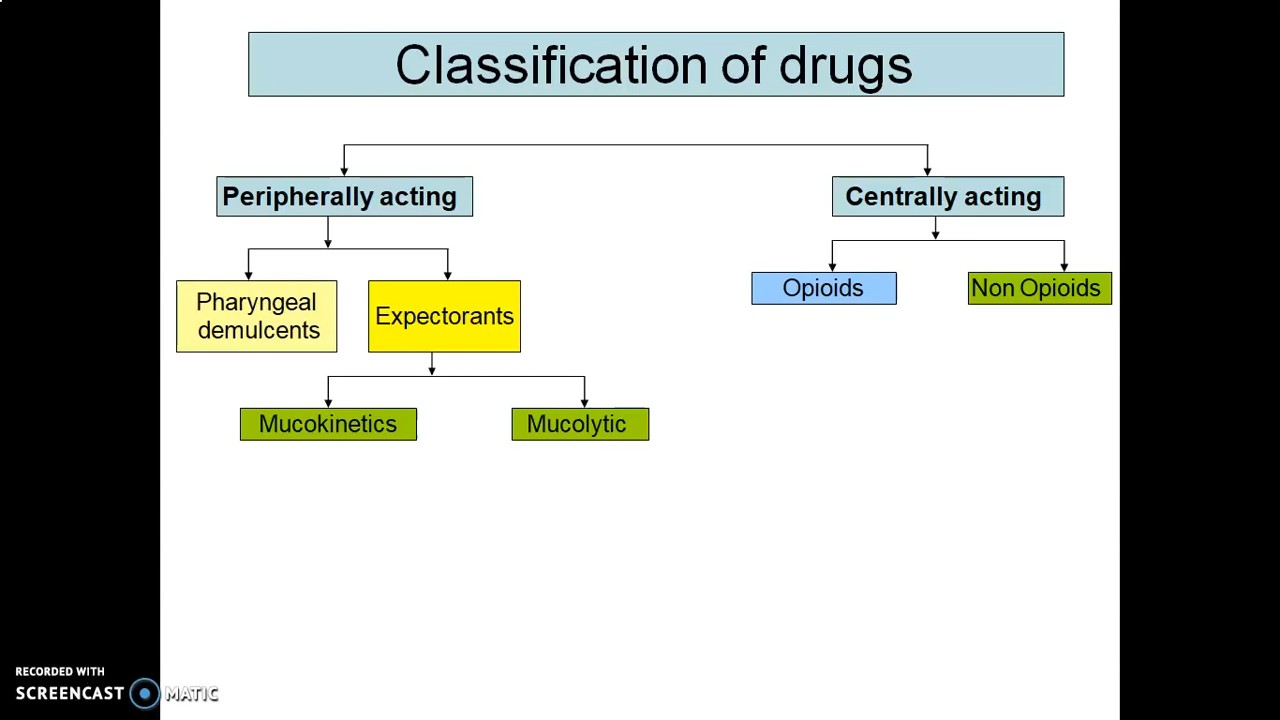 Classification of drugs
Peripherally acting
Centrally acting
Pharyngeal
demulcents
Expectorants
Opioids
Non Opioids
Mucokinetics
Mucolytic
RECORDED WITH
SCREENCAST MATIC